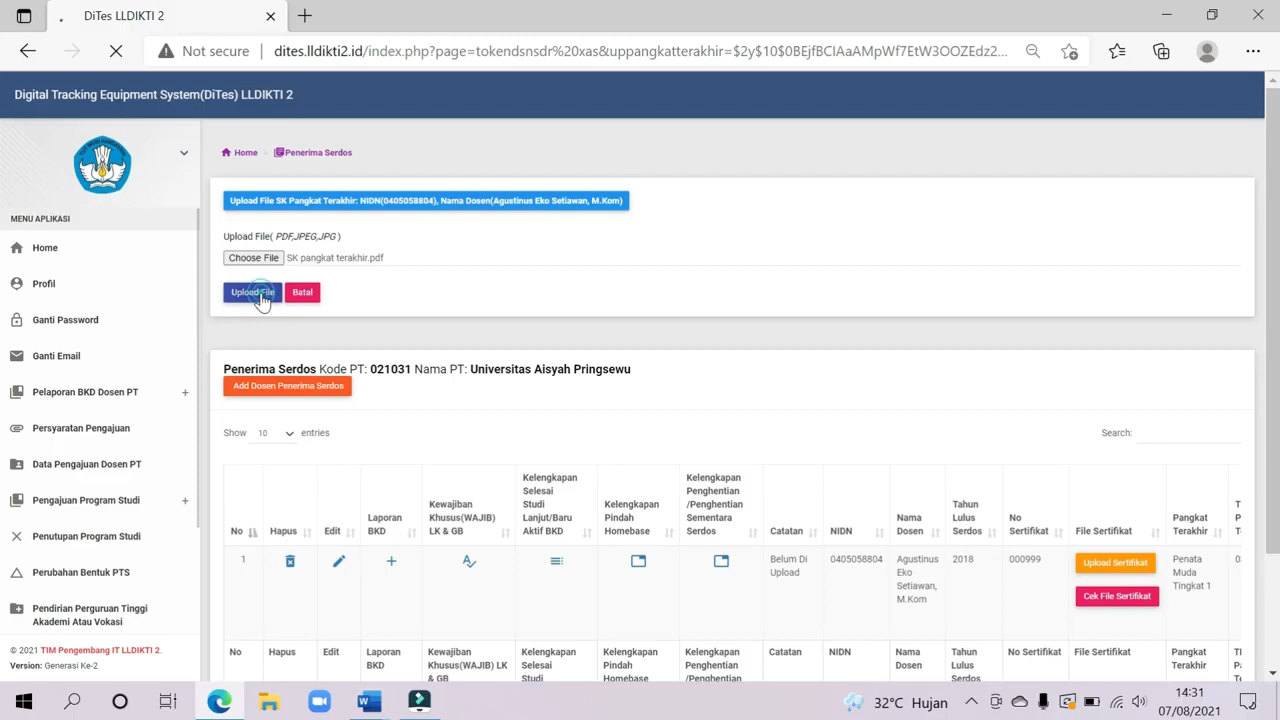 DiTes LLDIKTI 2
Not secure
dites.lldikti2.id/index.php?page=tokendsnsdr%20xas&uppangkatterakhir=$2y$10$0BEjfBCIAaAMpWf7EtW3OOZEdz2...
Digital Tracking Equipment System(DiTes) LLDIKTI 2
Home
Penerima Serdos
MENU APLIKASI
Home
Profil
Ganti Password
Ganti Email
Pelaporan BKD Dosen PT +
Persyaratan Pengajuan
Data Pengajuan Dosen PT
Pengajuan Program Studi +
Penutupan Program Studi
Perubahan Bentuk PTS
Pendirian Perguruan Tinggi
Akademi Atau Vokasi
© 2021 TIM Pengembang IT LLDIKTI 2.
Version: Generasi Ke-2
Upload File SK Pangkat Terakhir: NIDN(0405058804), Nama Dosen(Agustinus Eko Setiawan, M.Kom)
Upload File( PDF,JPEG,JPG )
Choose File SK pangkat terakhir.pdf
Upload File Batal
Penerima Serdos Kode PT: 021031 Nama PT: Universitas Aisyah Pringsewu
Add Dosen Penerima Serdos
Show 10 entries
Search:
No
Hapus
Edit
Laporan
BKD
Kewajiban
Khusus(WAJIB)
LK & GB
Kelengkapan
Selesai
Studi
Lanjut/Baru
Aktif BKD
Kelengkapan
Pindah
Homebase
Kelengkapan
Penghentian
/Penghentian
Sementara
Serdos
Catatan
NIDN
Nama
Dosen
Tahun
Lulus
Serdos
No
Sertifikat
File Sertifikat
Pangkat
Terakhir
1
Belum Di
Upload
0405058804
Agustinus
Eko
Setiawan,
M.Kom
2018
000999
Upload Sertifikat
Cek File Sertifikat
Penata
Muda
Tingkat 1
No
Hapus
Edit
Laporan
BKD
Kewajiban
Khusus(WAJIB) LK
& GB
Kelengkapan
Selesai
Studi
Kelengkapan
Pindah
Homebase
Kelengkapan
Penghentian
/Penghentian
Catatan
NIDN
Nama
Dosen
Tahun
Lulus
Serdos
No Sertifikat
File Sertifikat
Pangkat
Terakhir
32°C Hujan
14:31
07/08/2021